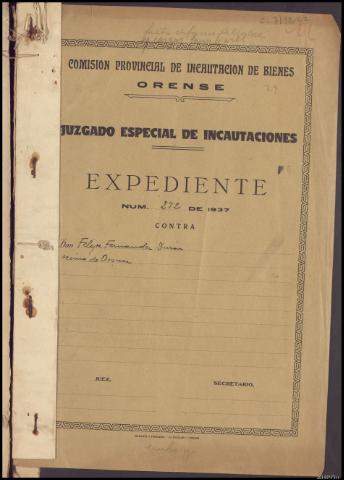 COMISION PROVINCIAL DE INCAUTACION DE BIENES
ORENSE
JUZGADO ESPECIAL DE INCAUTACIONES
EXPEDIENTE
NUM. 272 DE 1937
CONTRA
Don Felipe Fernandez Duran
vecino de Orense
JUEZ, SECRETARIO,